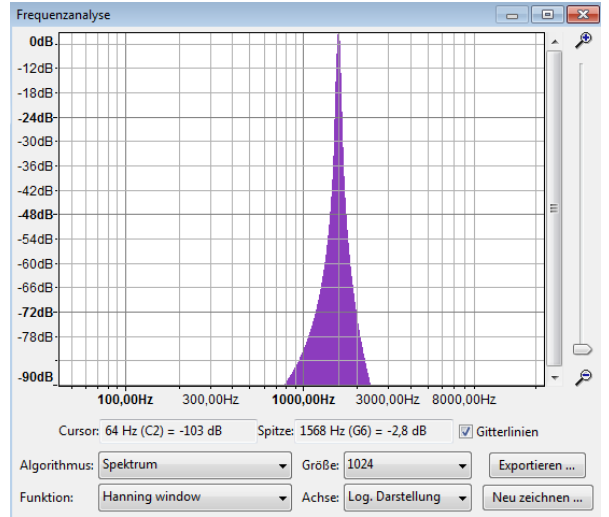 Frequenzanalyse
0dB
-12dB
-18dB
-24dB
-30dB
-36dB
-42dB
-48dB
-54dB
-60dB
-66dB
-72dB
-78dB
-90dB
100,00Hz 300,00Hz 1000,00Hz 3000,00Hz 8000,00Hz
Cursor: 64 Hz (C2) = -103 dB Spitze: 1568 Hz (G6) = -2,8 dB Gitterlinien
Algorithmus: Spektrum Größe: 1024 Exportieren ...
Funktion: Hanning window Achse: Log. Darstellung Neu zeichnen ...